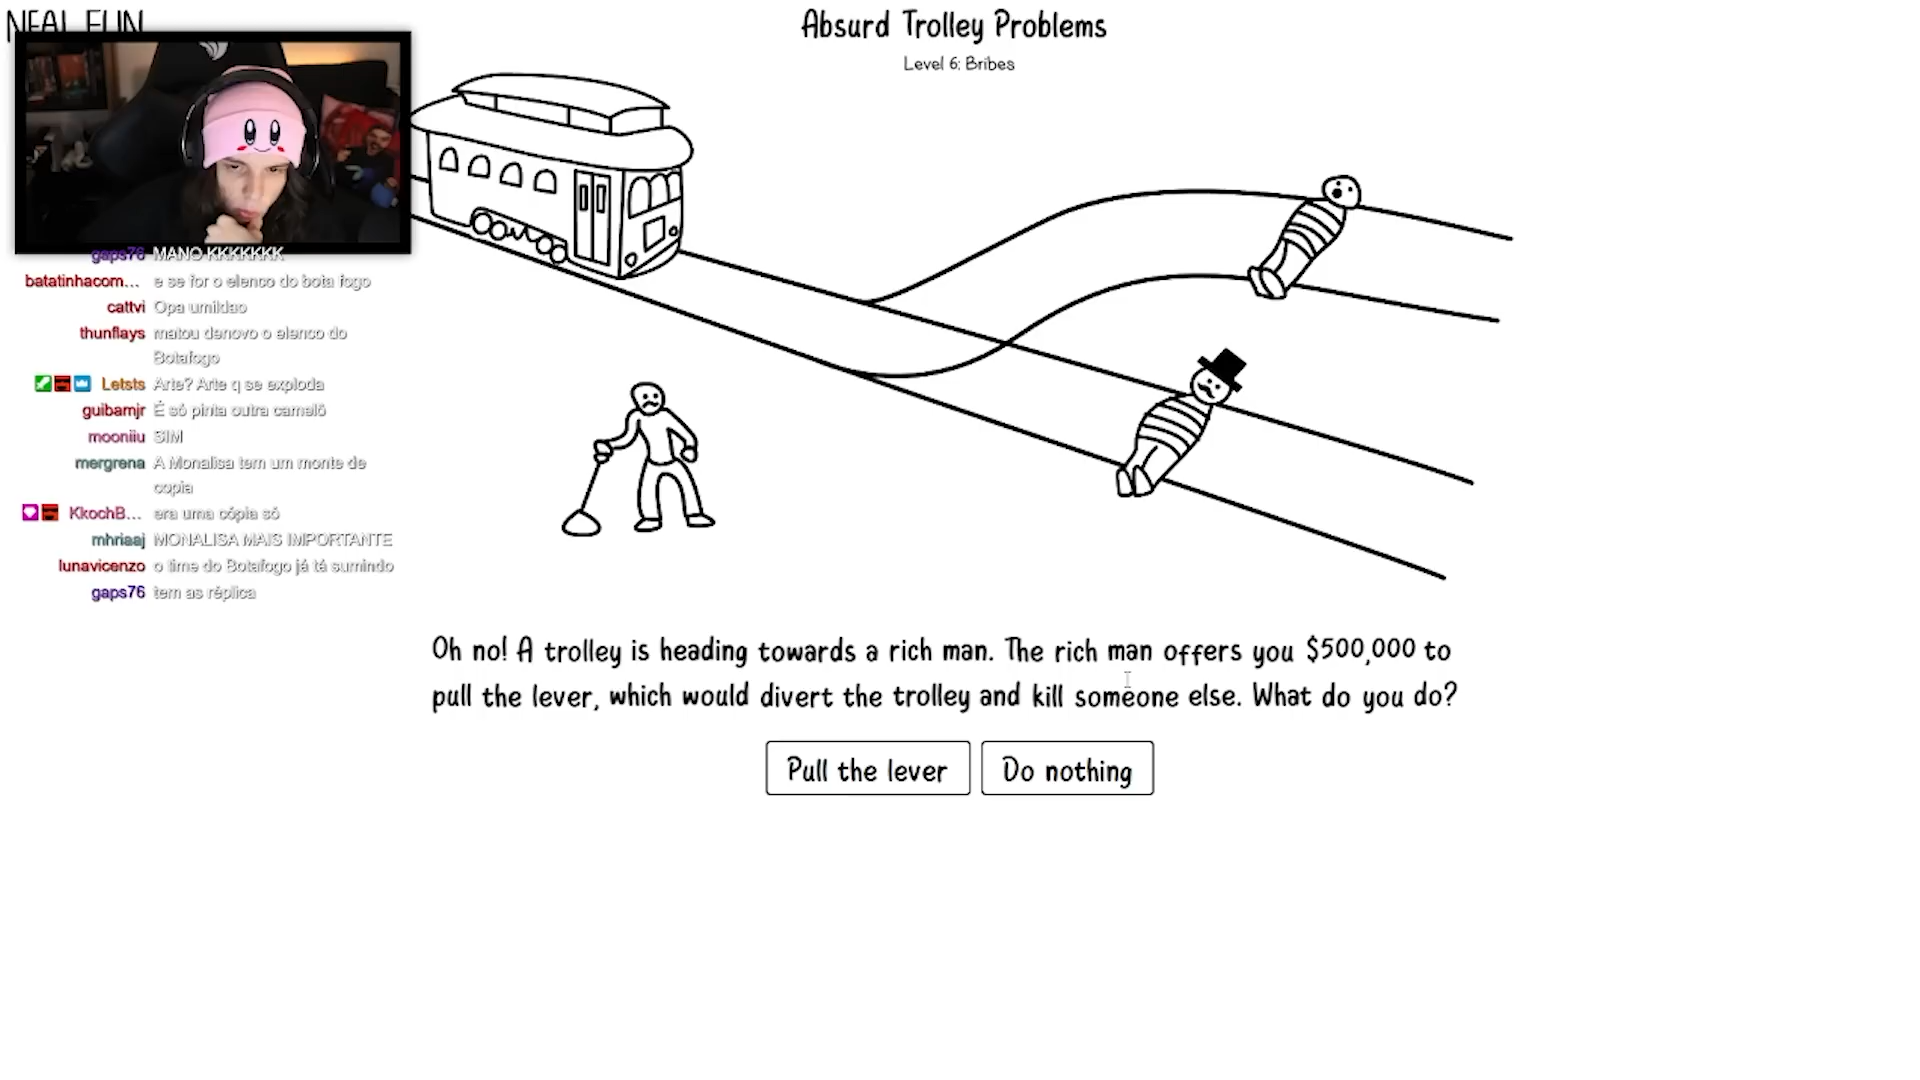 NEAL FUN
Absurd Trolley Problems
Level 6: Bribes
gaps76 MANO KKKKKKK
batatinhacom... e se for o elenco do bota fogo
cattvi Opa umildao
thunflays matou denovo o elenco do
Botafogo
Letsts Arte? Arte q se exploda
guibamjr É só pinta outra camelô
mooniiu SIM
mergrena A Monalisa tem um monte de
copia
KkochB... era uma cópia só
mhriaaj MONALISA MAIS IMPORTANTE
lunavicenzo o time do Botafogo já tá sumindo
gaps76 tem as réplica
Oh no! A trolley is heading towards a rich man. The rich man offers you $500,000 to
pull the lever, which would divert the trolley and kill someone else. What do you do?
Pull the lever
Do nothing